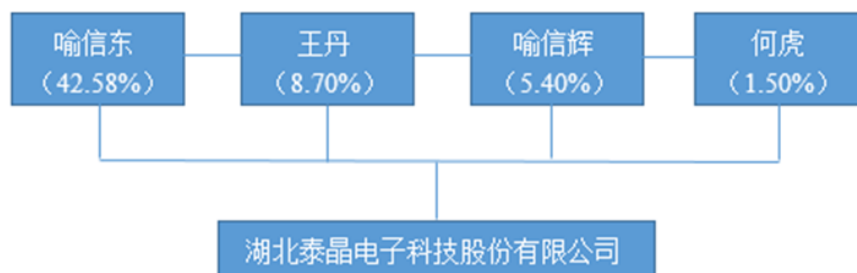 喻信东
（42.58%）
王丹
（8.70%）
喻信辉
（5.40%）
何虎
（1.50%）
湖北泰晶电子科技股份有限公司